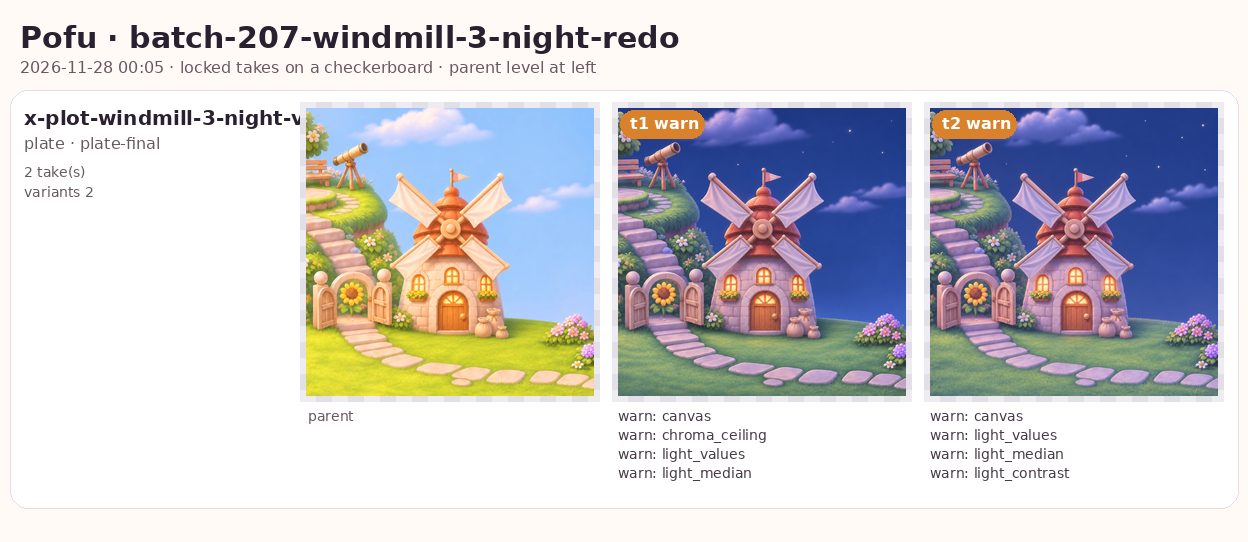 Pofu · batch-207-windmill-3-night-redo
2026-11-28 00:05 · locked takes on a checkerboard · parent level at left
x-plot-windmill-3-night-v
plate · plate-final
2 take(s)
variants 2
parent
t1 warn
warn: canvas
warn: chroma_ceiling
warn: light_values
warn: light_median
t2 warn
warn: canvas
warn: light_values
warn: light_median
warn: light_contrast